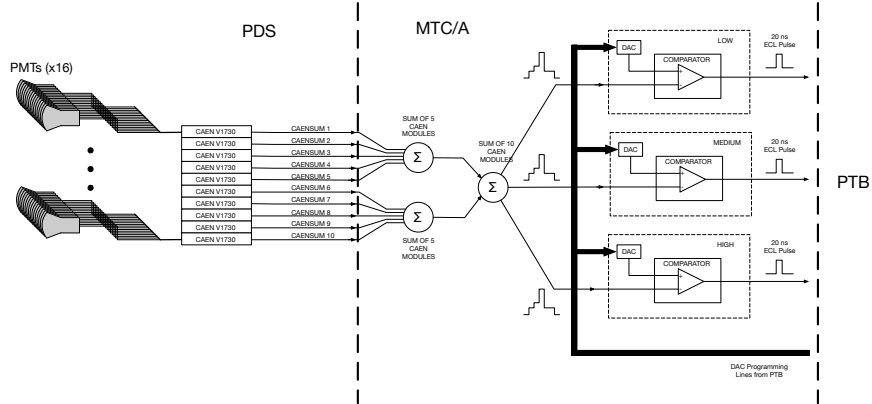 PDS
MTC/A
PTB
PMTs (x16)
CAEN V1730
CAEN V1730
CAEN V1730
CAEN V1730
CAEN V1730
CAEN V1730
CAEN V1730
CAEN V1730
CAEN V1730
CAEN V1730
CAENSUM 1
CAENSUM 2
CAENSUM 3
CAENSUM 4
CAENSUM 5
CAENSUM 6
CAENSUM 7
CAENSUM 8
CAENSUM 9
CAENSUM 10
SUM OF 5
CAEN
MODULES
Σ
Σ
SUM OF 5
CAEN
MODULES
SUM OF 10
CAEN
MODULES
Σ
LOW
DAC
COMPARATOR
+
-
20 ns
ECL Pulse
MEDIUM
DAC
COMPARATOR
+
-
20 ns
ECL Pulse
HIGH
DAC
COMPARATOR
+
-
20 ns
ECL Pulse
DAC Programming
Lines from PTB